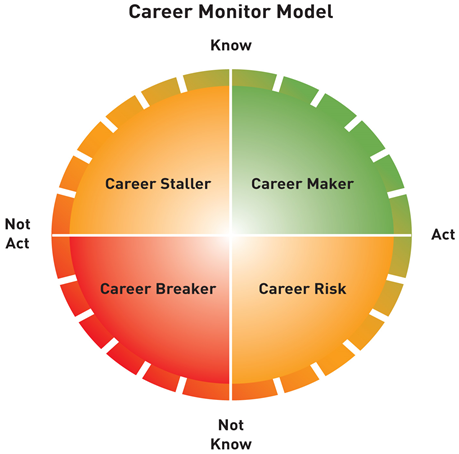 Career Monitor Model
Know
Career Staller
Career Maker
Not
Act
Act
Career Breaker
Career Risk
Not
Know